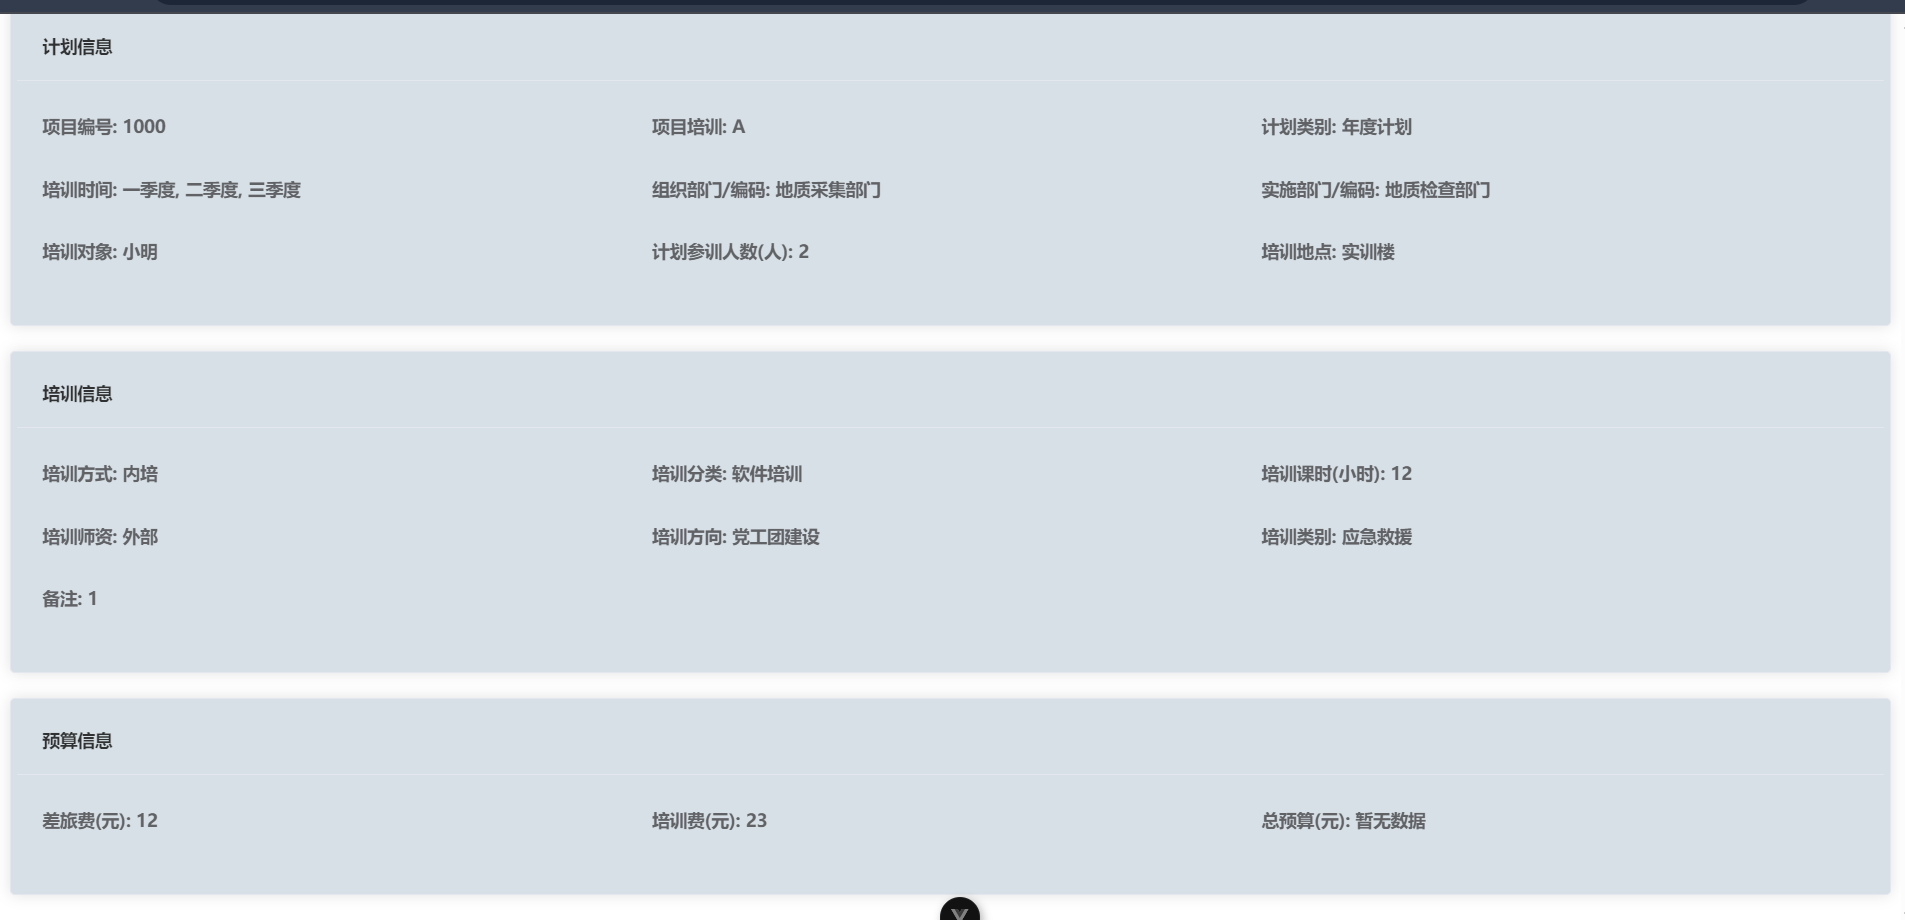 计划信息
项目编号: 1000 项目培训: A 计划类别: 年度计划
培训时间: 一季度, 二季度, 三季度 组织部门/编码: 地质采集部门 实施部门/编码: 地质检查部门
培训对象: 小明 计划参训人数(人): 2 培训地点: 实训楼
培训信息
培训方式: 内培 培训分类: 软件培训 培训课时(小时): 12
培训师资: 外部 培训方向: 党工团建设 培训类别: 应急救援
备注: 1
预算信息
差旅费(元): 12 培训费(元): 23 总预算(元): 暂无数据